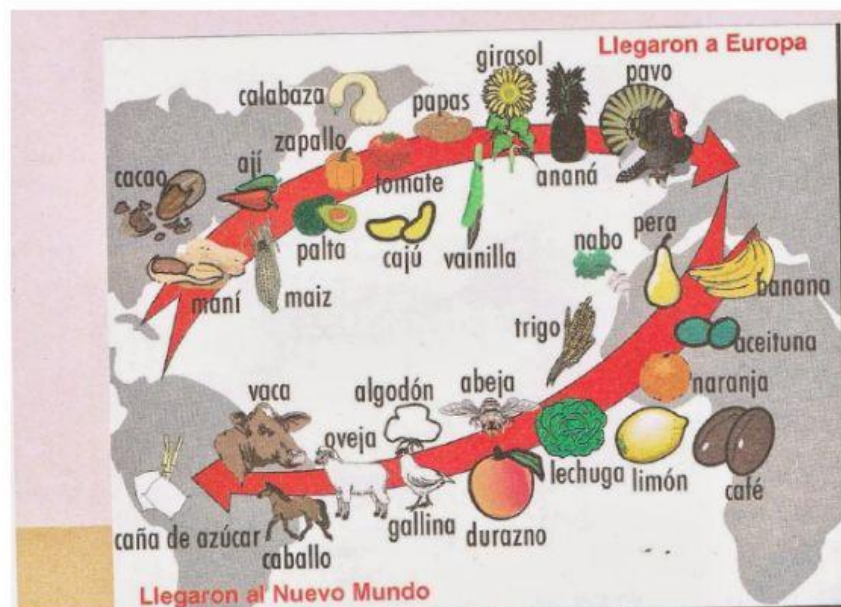 Llegaron a Europa
girasol
pavo
calabaza
papas
zapallo
ají
cacao
tomate
ananá
palta
cajú
vainilla
maní
maiz
nabo
pera
banana
trigo
aceituna
naranja
vaca
algodón
abeja
oveja
lechuga
limón
café
gallina
durazno
caña de azúcar
caballo
Llegaron al Nuevo Mundo